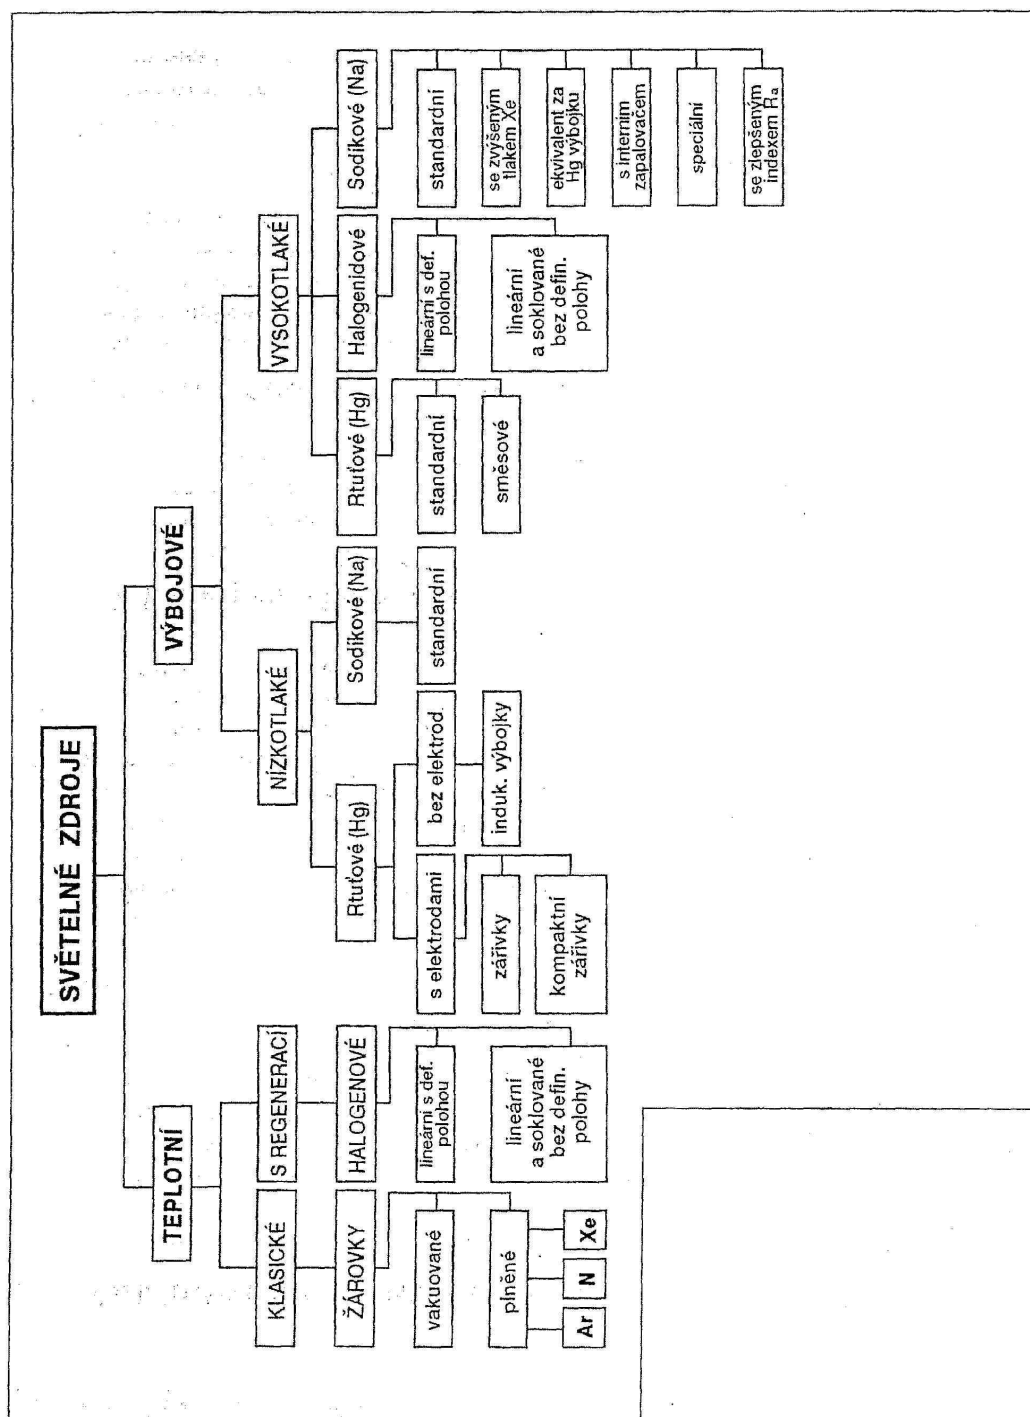 SVĚTELNÉ ZDROJE
TEPLOTNÍ
VÝBOJOVÉ
KLASICKÉ
S REGENERACÍ
NÍZKOTLAKÉ
VYSOKOTLAKÉ
ŽÁROVKY
HALOGENOVÉ
Rtuťové (Hg)
Sodíkové (Na)
Rtuťové (Hg)
Halogenidové
Sodíkové (Na)
vakuované
plněné
Ar
N
Xe
lineární s def.
polohou
lineární
a soklované
bez defin.
polohy
s elektrodami
zářivky
kompaktní
zářivky
bez elektród.
induk. výbojky
standardní
standardní
směsové
lineární s def.
polohou
lineární
a soklované
bez defin.
polohy
standardní
se zvýšeným
tlakem Xe
ekvivalent za
Hg výbojku
s interním
zapalovačem
speciální
se zlepšeným
indexem Ra